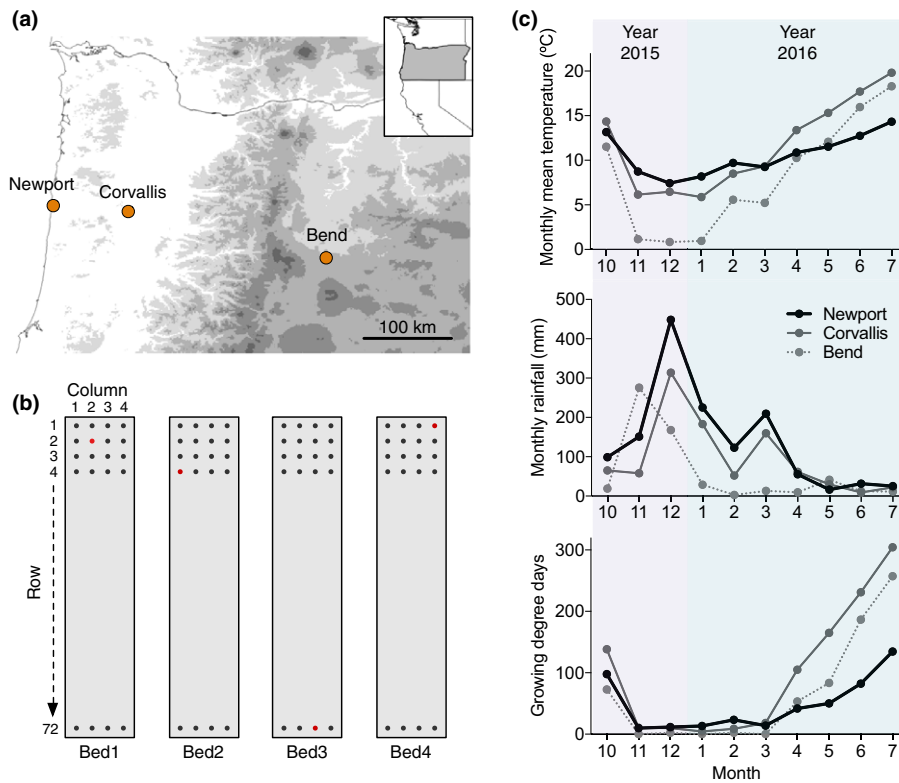 (a)
Newport
Corvallis
Bend
100 km
(b)
Column
1 2 3 4
1
2
3
4
Row
72
Bed1 Bed2 Bed3 Bed4
(c)
Year 2015
Year 2016
Monthly mean temperature (ºC)
20
15
10
5
0
10 11 12 1 2 3 4 5 6 7
Monthly rainfall (mm)
500
400
300
200
100
0
Newport
Corvallis
Bend
10 11 12 1 2 3 4 5 6 7
Growing degree days
300
200
100
0
10 11 12 1 2 3 4 5 6 7
Month